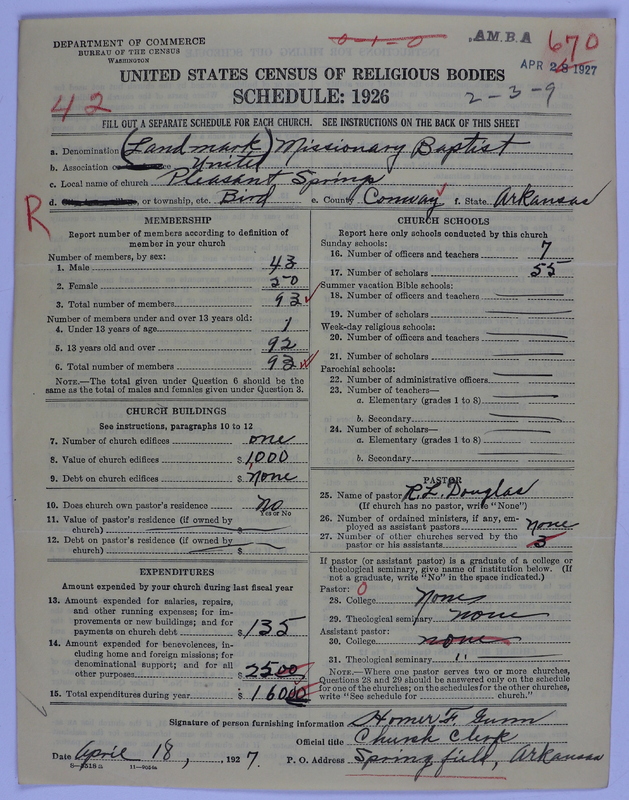 DEPARTMENT OF COMMERCE
BUREAU OF THE CENSUS
WASHINGTON
0-1-0
AM. B. A
670
APR 28 1927
UNITED STATES CENSUS OF RELIGIOUS BODIES
SCHEDULE: 1926
42
2-3-9
FILL OUT A SEPARATE SCHEDULE FOR EACH CHURCH. SEE INSTRUCTIONS ON THE BACK OF THIS SHEET
a. Denomination (Landmark) Missionary Baptist
b. Association United
c. Local name of church Pleasant Spring
d. or township, etc. Bird e. County Conway f. State Arkansas
R
MEMBERSHIP
Report number of members according to definition of
member in your church
Number of members, by sex:
1. Male 43
2. Female 50
3. Total number of members 93
Number of members under and over 13 years old:
4. Under 13 years of age 1
5. 13 years old and over 92
6. Total number of members 93
NOTE.—The total given under Question 6 should be the
same as the total of males and females given under Question 3.
CHURCH BUILDINGS
See instructions, paragraphs 10 to 12
7. Number of church edifices one
8. Value of church edifices $ 1000
9. Debt on church edifices $ None
10. Does church own pastor's residence No
Yes or No
11. Value of pastor's residence (if owned by
church) $
12. Debt on pastor's residence (if owned by
church) $
EXPENDITURES
Amount expended by your church during last fiscal year
13. Amount expended for salaries, repairs,
and other running expenses; for im-
provements or new buildings; and for
payments on church debt $ 135
14. Amount expended for benevolences, in-
cluding home and foreign missions; for
denominational support; and for all
other purposes $ 2500
15. Total expenditures during year $ 16000
CHURCH SCHOOLS
Report here only schools conducted by this church
Sunday schools:
16. Number of officers and teachers 7
17. Number of scholars 55
Summer vacation Bible schools:
18. Number of officers and teachers
19. Number of scholars
Week-day religious schools:
20. Number of officers and teachers
21. Number of scholars
Parochial schools:
22. Number of administrative officers
23. Number of teachers—
a. Elementary (grades 1 to 8)
b. Secondary
24. Number of scholars—
a. Elementary (grades 1 to 8)
b. Secondary
PASTOR
25. Name of pastor R. L. Douglas
(If church has no pastor, write "None")
26. Number of ordained ministers, if any, em-
ployed as assistant pastors none
27. Number of other churches served by the
pastor or his assistants 3
If pastor (or assistant pastor) is a graduate of a college or
theological seminary, give name of institution below. (If
not a graduate, write "No" in the space indicated.)
Pastor: 0
28. College None
29. Theological seminary none
Assistant pastor:
30. College none
31. Theological seminary "
NOTE.—Where one pastor serves two or more churches,
Questions 28 and 29 should be answered only on the schedule
for one of the churches; on the schedules for the other churches,
write "See schedule for church."
Signature of person furnishing information Homer F. Gunn
Official title Church Clerk
Date April 18, 1927. P. O. Address Springfield, Arkansas
11—9024a